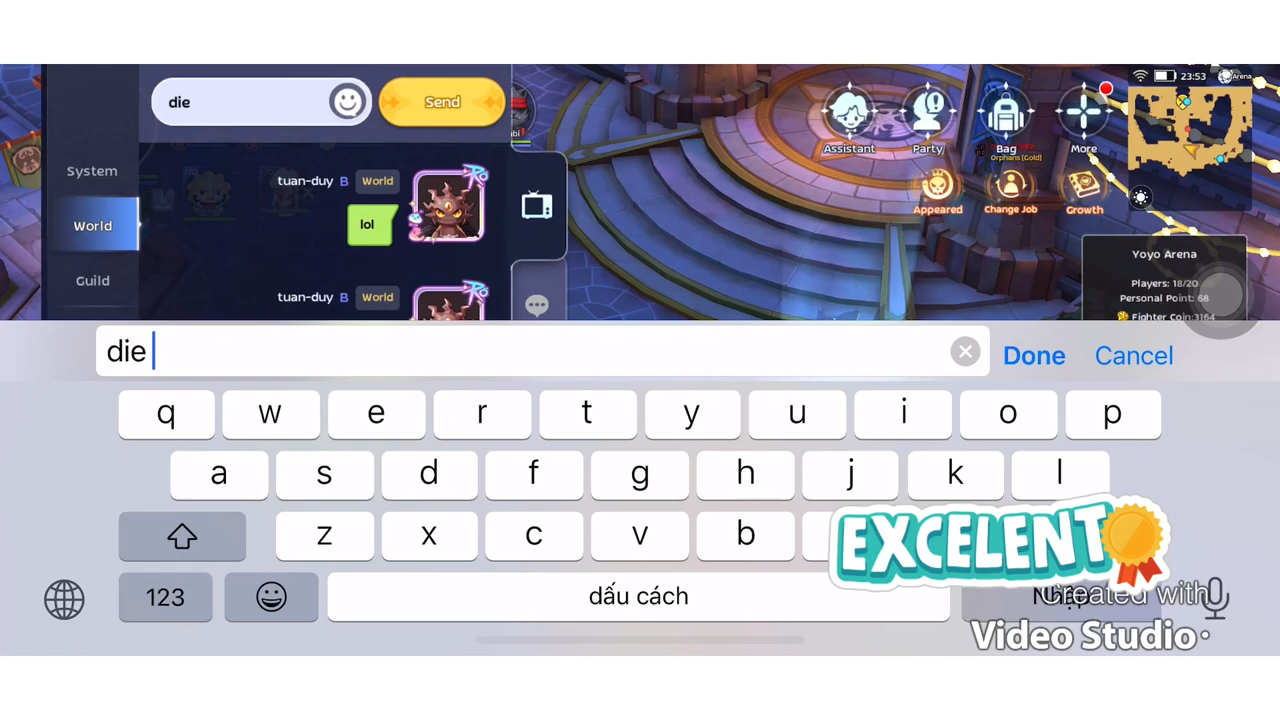 die
Send
System
World
Guild
tuan-duy B World
lol
tuan-duy B World
23:53
Arena
Assistant
Party
Bag
More
Orphans (Gold)
Appeared
Change Job
Growth
Yoyo Arena
Players: 18/20
Personal Point: 68
Fighter Coin:3164
die
Done
Cancel
q w e r t y u i o p
a s d f g h j k l
z x c v b
EXCELENT
123
dấu cách
Nhập
Created with
Video Studio